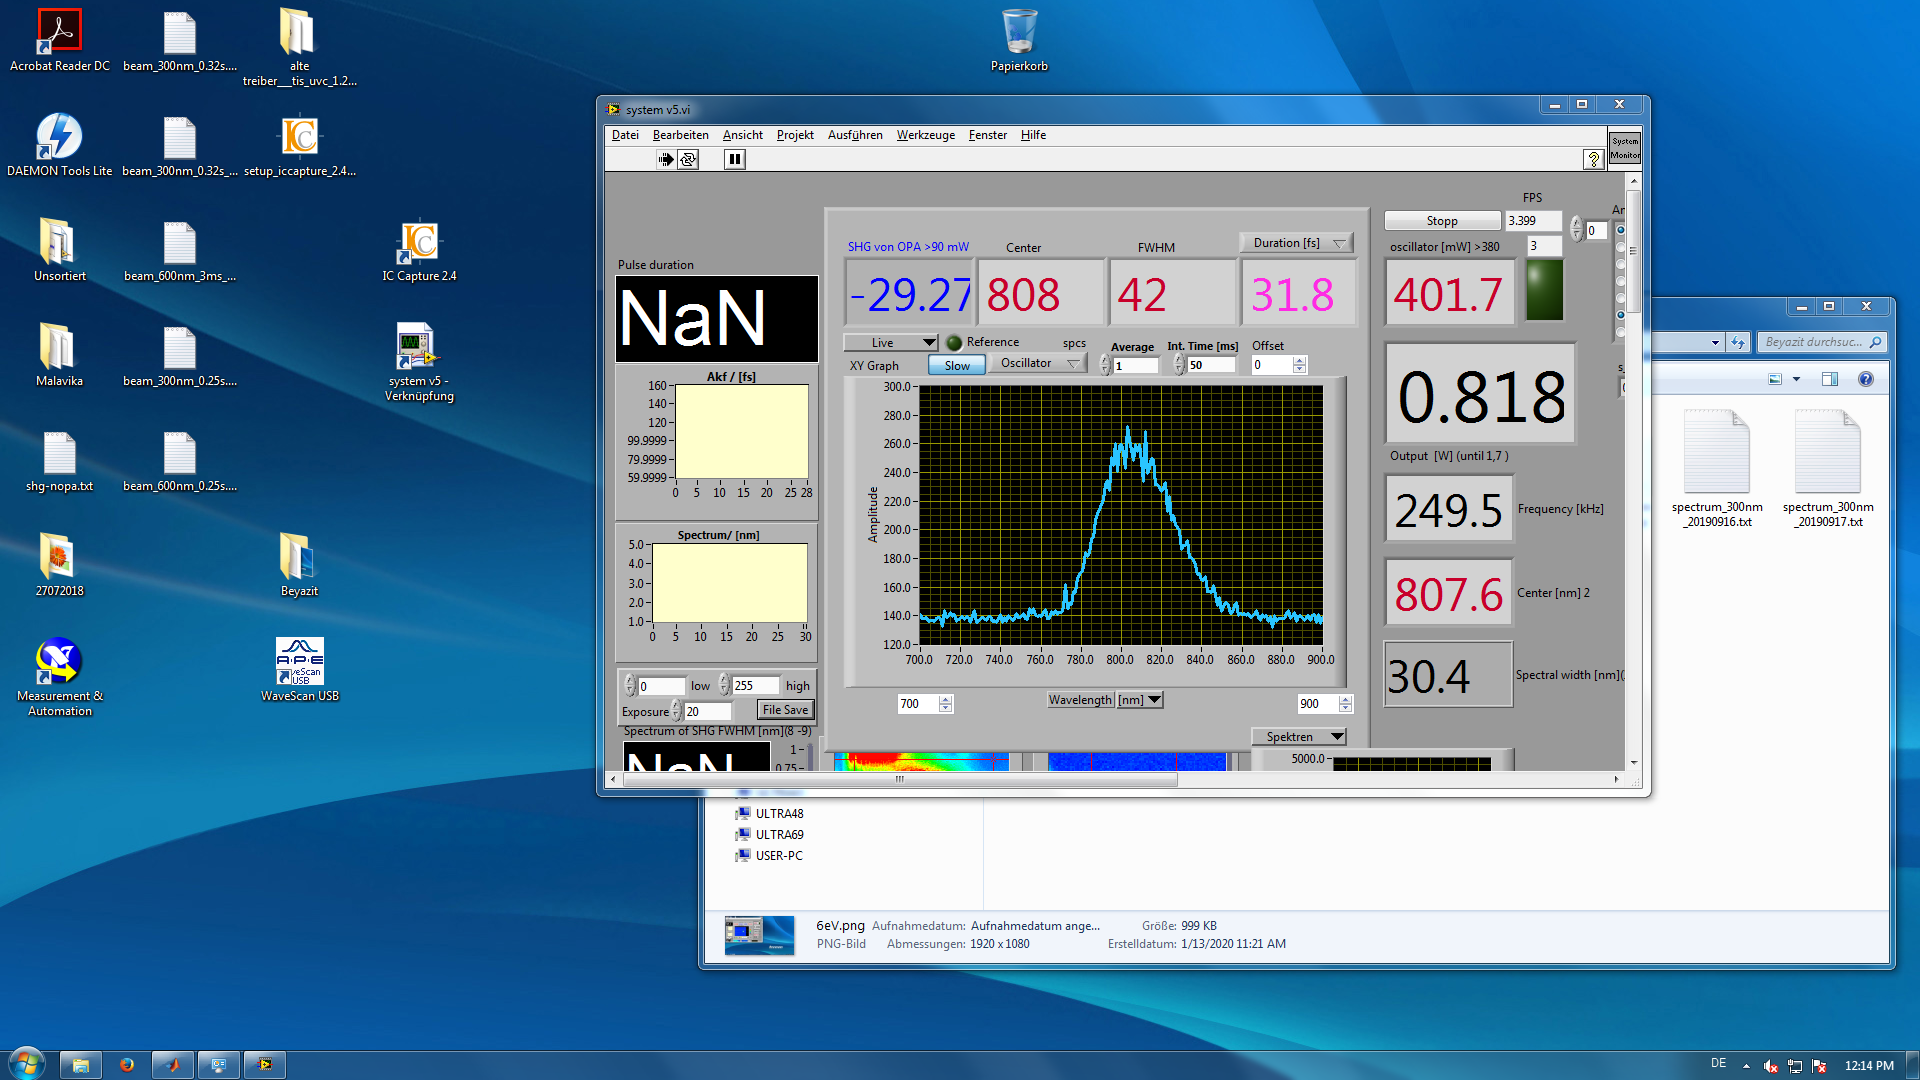 Acrobat Reader DC
beam_300nm_0.32s....
alte
treiber___tis_uvc_1.2...
Papierkorb
DAEMON Tools Lite
beam_300nm_0.32s_...
setup_iccapture_2.4...
Unsortiert
beam_600nm_3ms_...
IC Capture 2.4
Malavika
beam_300nm_0.25s....
system v5 -
Verknüpfung
shg-nopa.txt
beam_600nm_0.25s....
27072018
Beyazit
Measurement &
Automation
A·P·E
WaveScan USB
system v5.vi
Datei Bearbeiten Ansicht Projekt Ausführen Werkzeuge Fenster Hilfe
System
Monitor
FPS
Stopp 3.399 0
SHG von OPA >90 mW Center FWHM Duration [fs] oscillator [mW] >380 3
Pulse duration
NaN
-29.27 808 42 31.8 401.7
Live Reference spcs Average Int. Time [ms] Offset
XY Graph Slow Oscillator 1 50 0
Akf / [fs]
160
140
120
99.9999
79.9999
59.9999
0 5 10 15 20 25 28
Spectrum/ [nm]
5.0
4.0
3.0
2.0
1.0
0 5 10 15 20 25 30
0 low 255 high
Exposure 20 File Save
Spectrum of SHG FWHM [nm](8 -9)
NaN
1
0.75
Amplitude
300.0
280.0
260.0
240.0
220.0
200.0
180.0
160.0
140.0
120.0
700.0 720.0 740.0 760.0 780.0 800.0 820.0 840.0 860.0 880.0 900.0
700 Wavelength [nm] 900
Spektren
5000.0
0.818
Output [W] (until 1,7 )
249.5 Frequency [kHz]
807.6 Center [nm] 2
30.4 Spectral width [nm](
Beyazit durchsuc...
spectrum_300nm
_20190916.txt
spectrum_300nm
_20190917.txt
ULTRA48
ULTRA69
USER-PC
6eV.png Aufnahmedatum: Aufnahmedatum ange... Größe: 999 KB
PNG-Bild Abmessungen: 1920 x 1080 Erstelldatum: 1/13/2020 11:21 AM
DE 12:14 PM